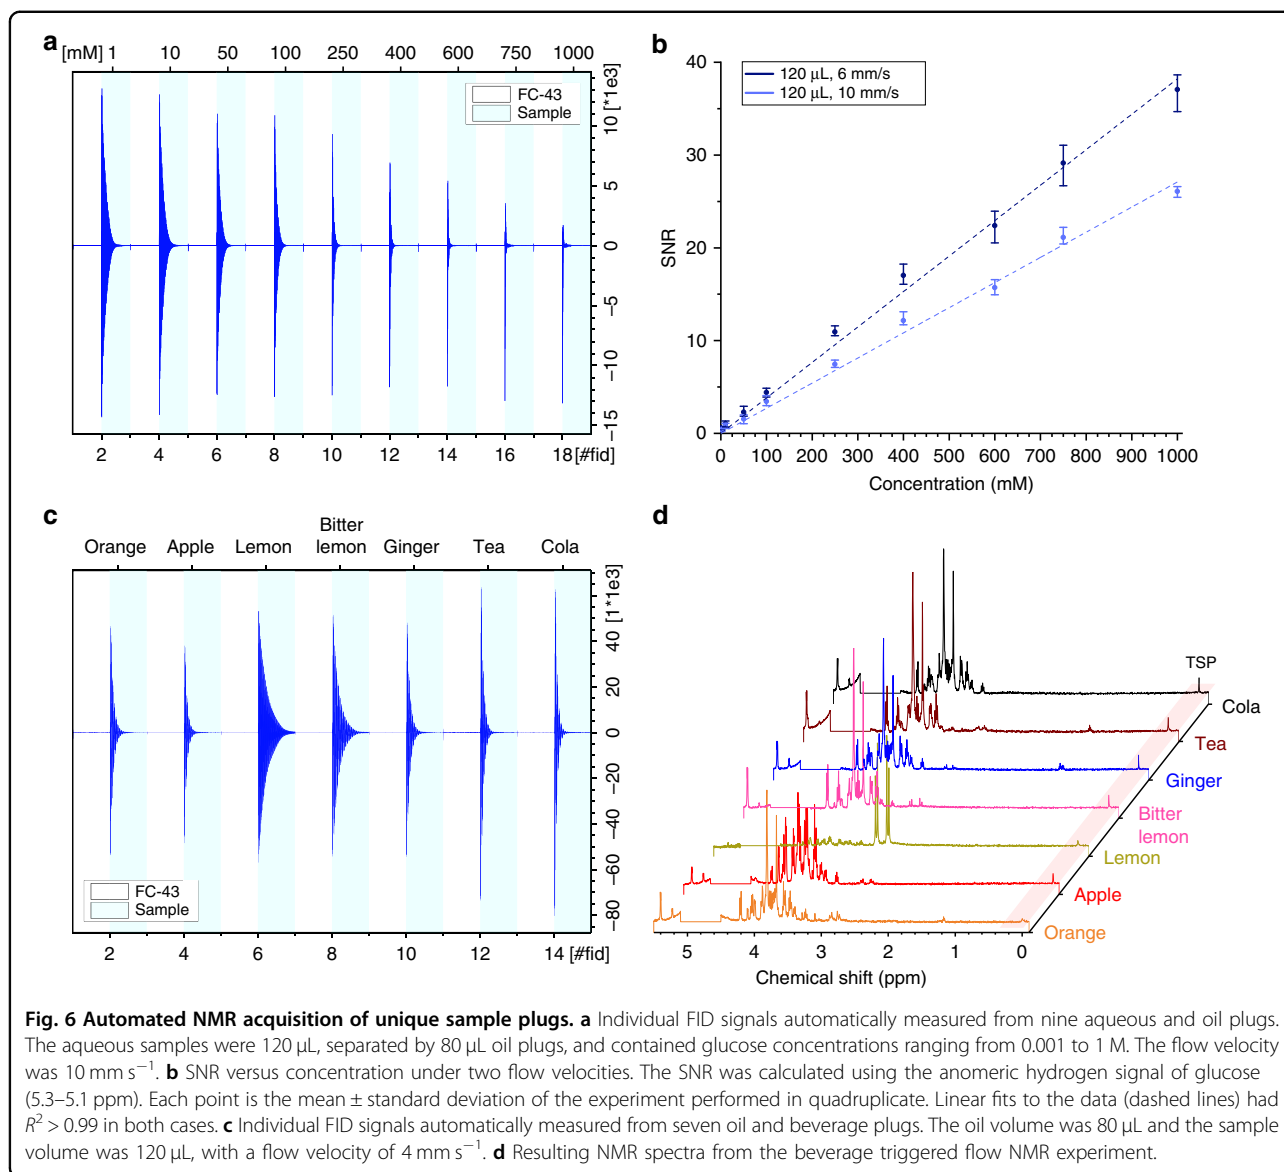 a
[mM] 1 10 50 100 250 400 600 750 1000
FC-43
Sample
10 [*1e3]
5
0
−5
−10
−15
2 4 6 8 10 12 14 16 18 [#fid]
b
120 µL, 6 mm/s
120 µL, 10 mm/s
SNR
40
30
20
10
0
0 100 200 300 400 500 600 700 800 900 1000
Concentration (mM)
c
Orange Apple Lemon Bitter lemon Ginger Tea Cola
[1*1e3]
40
20
0
−20
−40
−60
−80
FC-43
Sample
2 4 6 8 10 12 14 [#fid]
d
TSP
Cola
Tea
Ginger
Bitter
lemon
Lemon
Apple
Orange
5 4 3 2 1 0
Chemical shift (ppm)
Fig. 6 Automated NMR acquisition of unique sample plugs. a Individual FID signals automatically measured from nine aqueous and oil plugs.
The aqueous samples were 120 µL, separated by 80 µL oil plugs, and contained glucose concentrations ranging from 0.001 to 1 M. The flow velocity
was 10 mm s⁻¹. b SNR versus concentration under two flow velocities. The SNR was calculated using the anomeric hydrogen signal of glucose
(5.3–5.1 ppm). Each point is the mean ± standard deviation of the experiment performed in quadruplicate. Linear fits to the data (dashed lines) had
R² > 0.99 in both cases. c Individual FID signals automatically measured from seven oil and beverage plugs. The oil volume was 80 µL and the sample
volume was 120 µL, with a flow velocity of 4 mm s⁻¹. d Resulting NMR spectra from the beverage triggered flow NMR experiment.